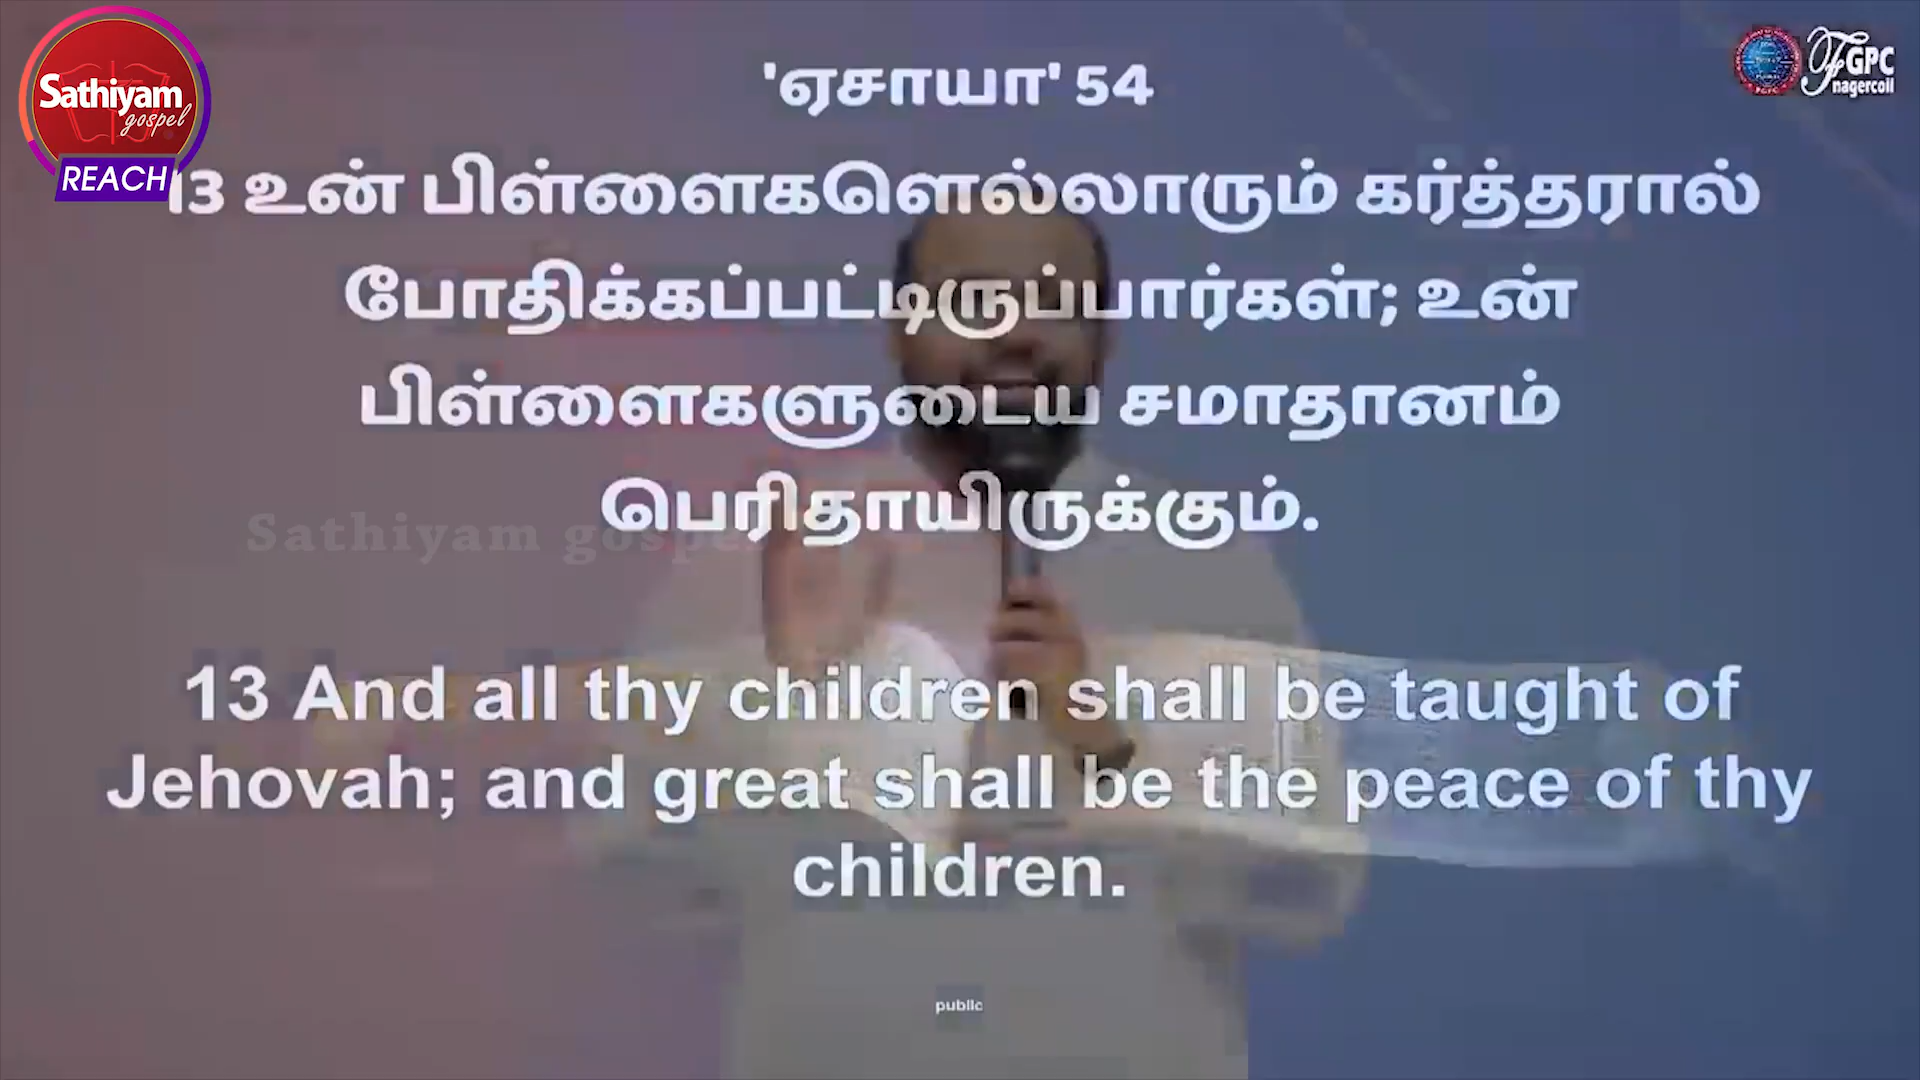 Sathiyam
gospel
REACH
FGPC
nagercoil
'ஏசாயா' 54
13 உன் பிள்ளைகளெல்லாரும் கர்த்தரால்
போதிக்கப்பட்டிருப்பார்கள்; உன்
பிள்ளைகளுடைய சமாதானம்
பெரிதாயிருக்கும்.
Sathiyam gospel
13 And all thy children shall be taught of
Jehovah; and great shall be the peace of thy
children.
public